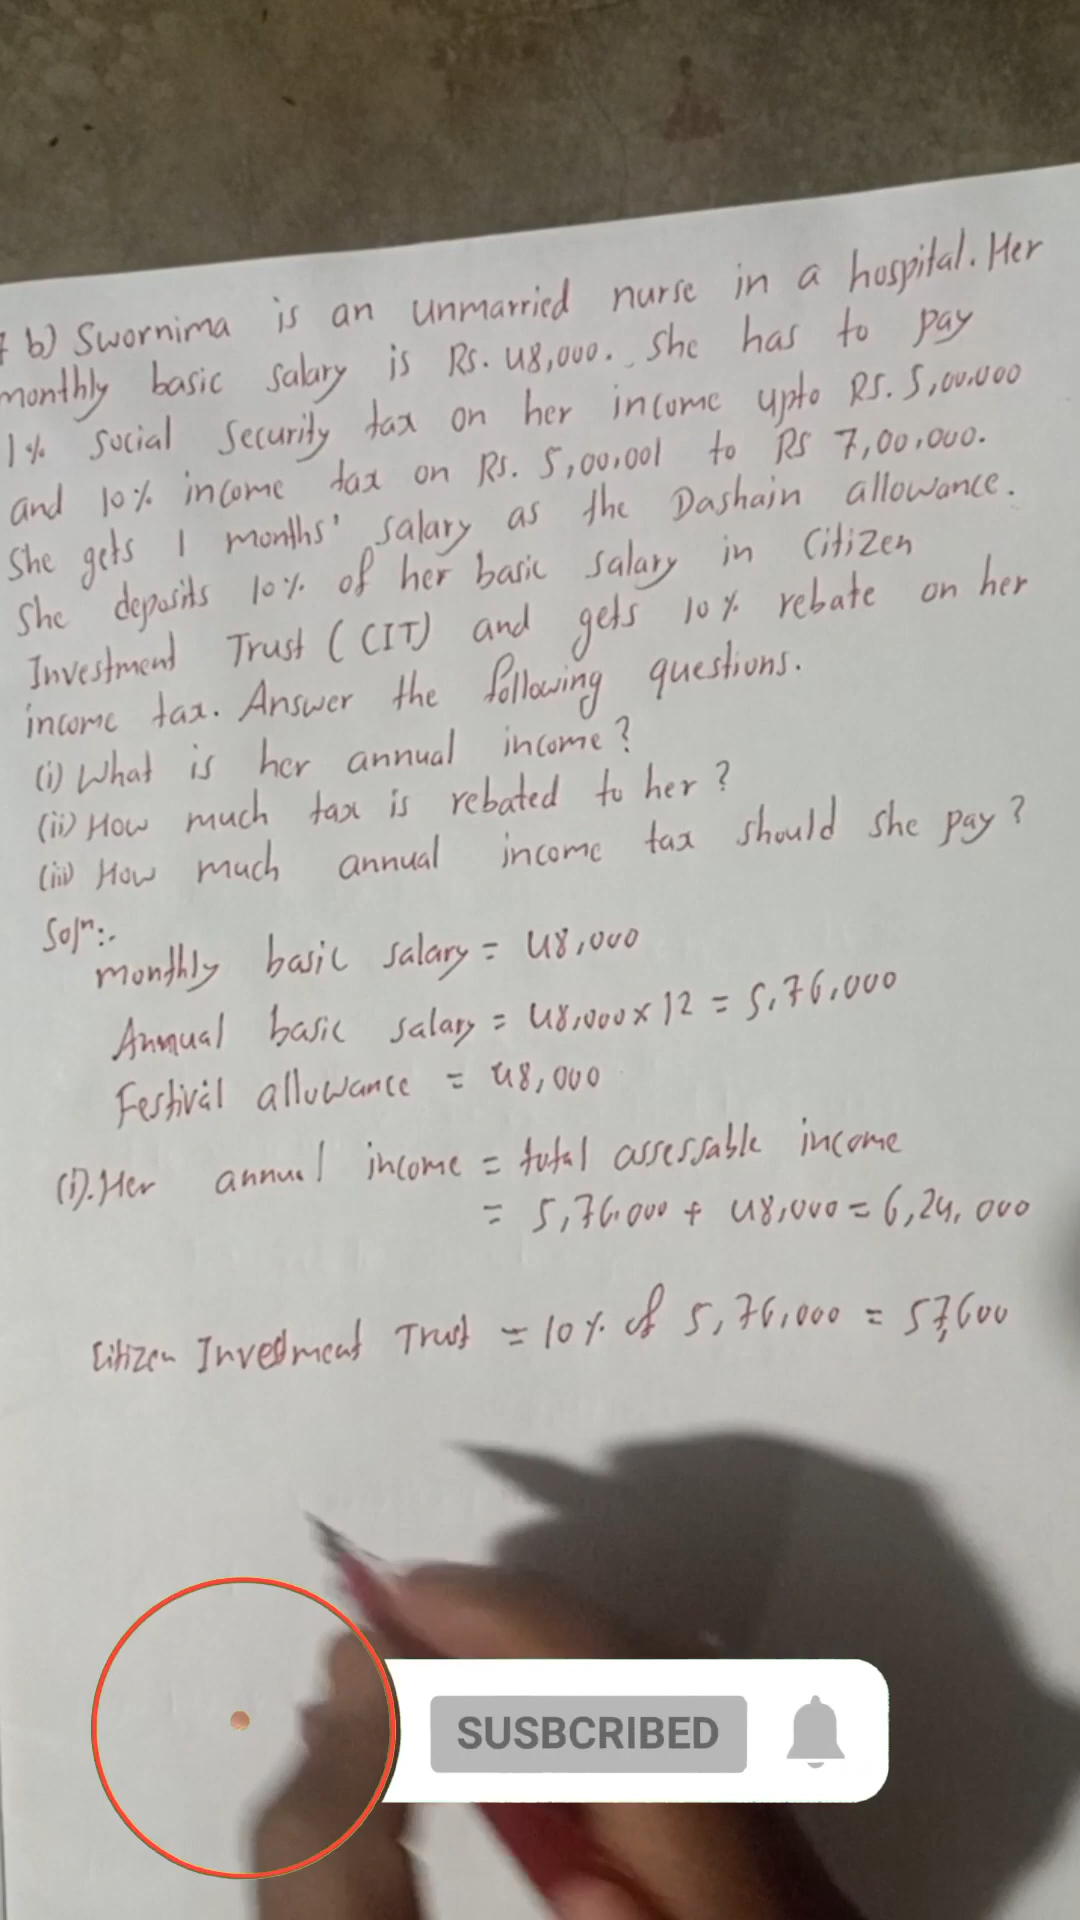 b) Swornima is an unmarried nurse in a hospital. Her
monthly basic salary is Rs. 48,000. She has to pay
1% social security tax on her income upto Rs. 5,00,000
and 10% income tax on Rs. 5,00,001 to Rs 7,00,000.
She gets 1 months' salary as the Dashain allowance.
She deposits 10% of her basic salary in Citizen
Investment Trust (CIT) and gets 10% rebate on her
income tax. Answer the following questions.
(i) What is her annual income?
(ii) How much tax is rebated to her?
(iii) How much annual income tax should she pay?
Solⁿ:-
monthly basic salary = 48,000
Annual basic salary = 48,000 × 12 = 5,76,000
Festival allowance = 48,000
(i). Her annual income = total assessable income
= 5,76,000 + 48,000 = 6,24,000
Citizen Investment Trust = 10% of 5,76,000 = 57,600
SUSBCRIBED